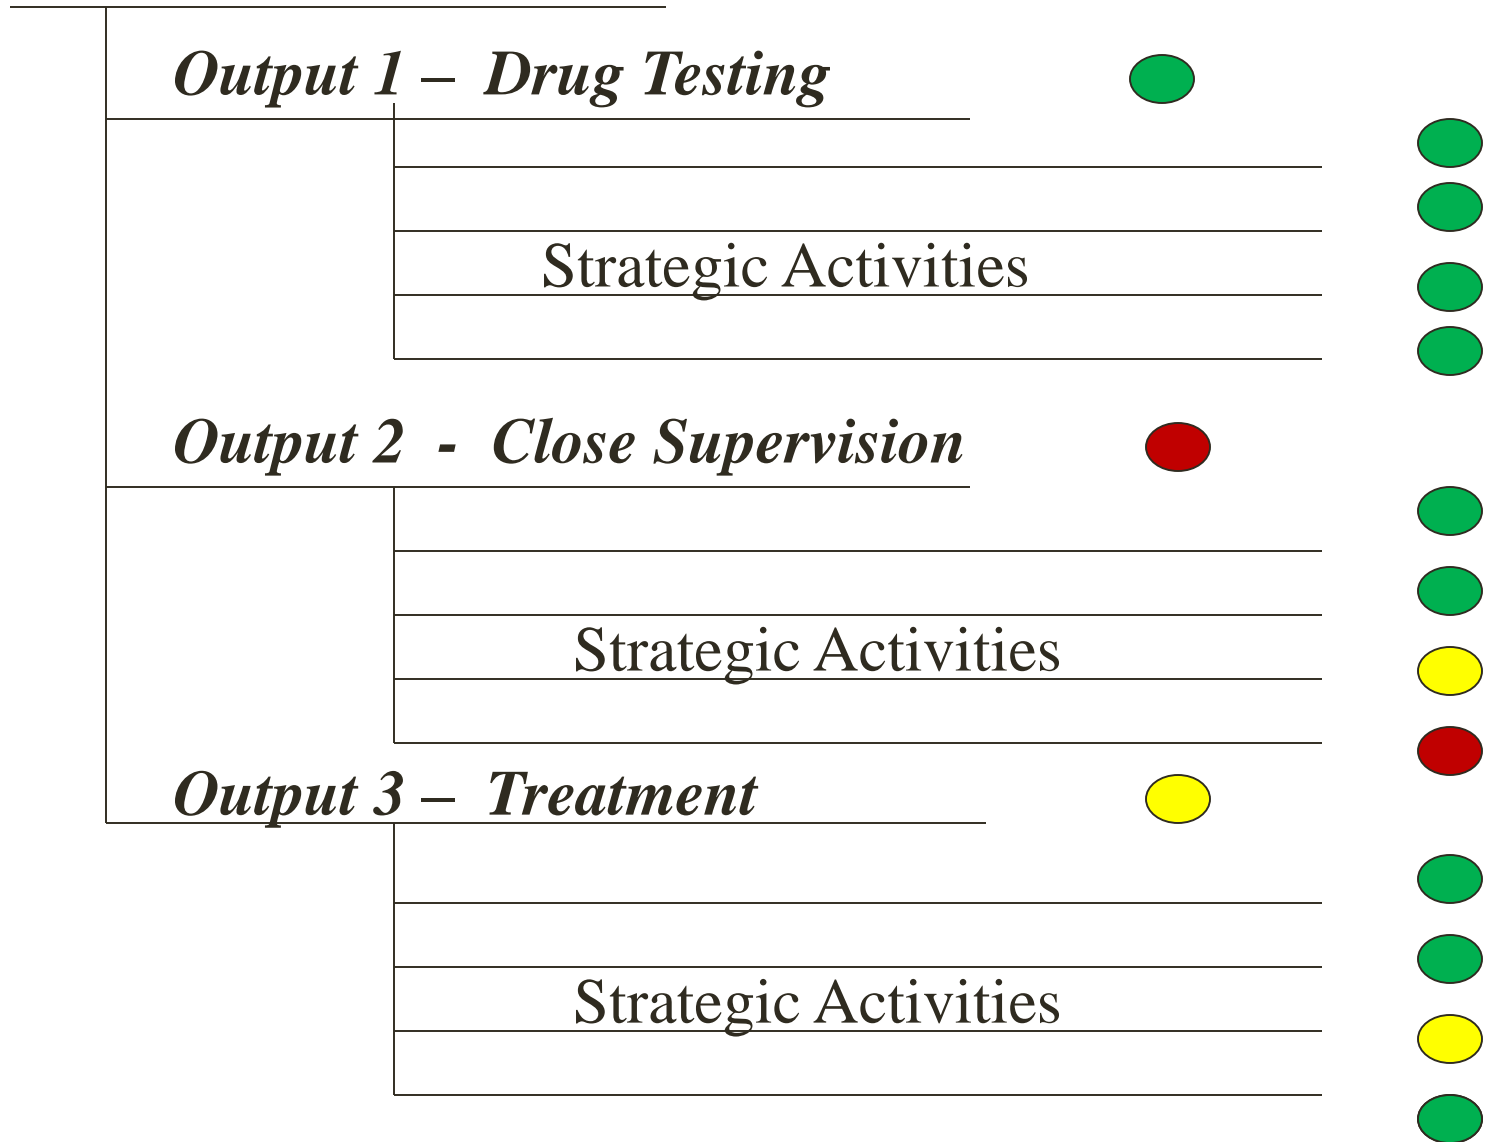 Output 1 – Drug Testing
Strategic Activities
Output 2 - Close Supervision
Strategic Activities
Output 3 – Treatment
Strategic Activities